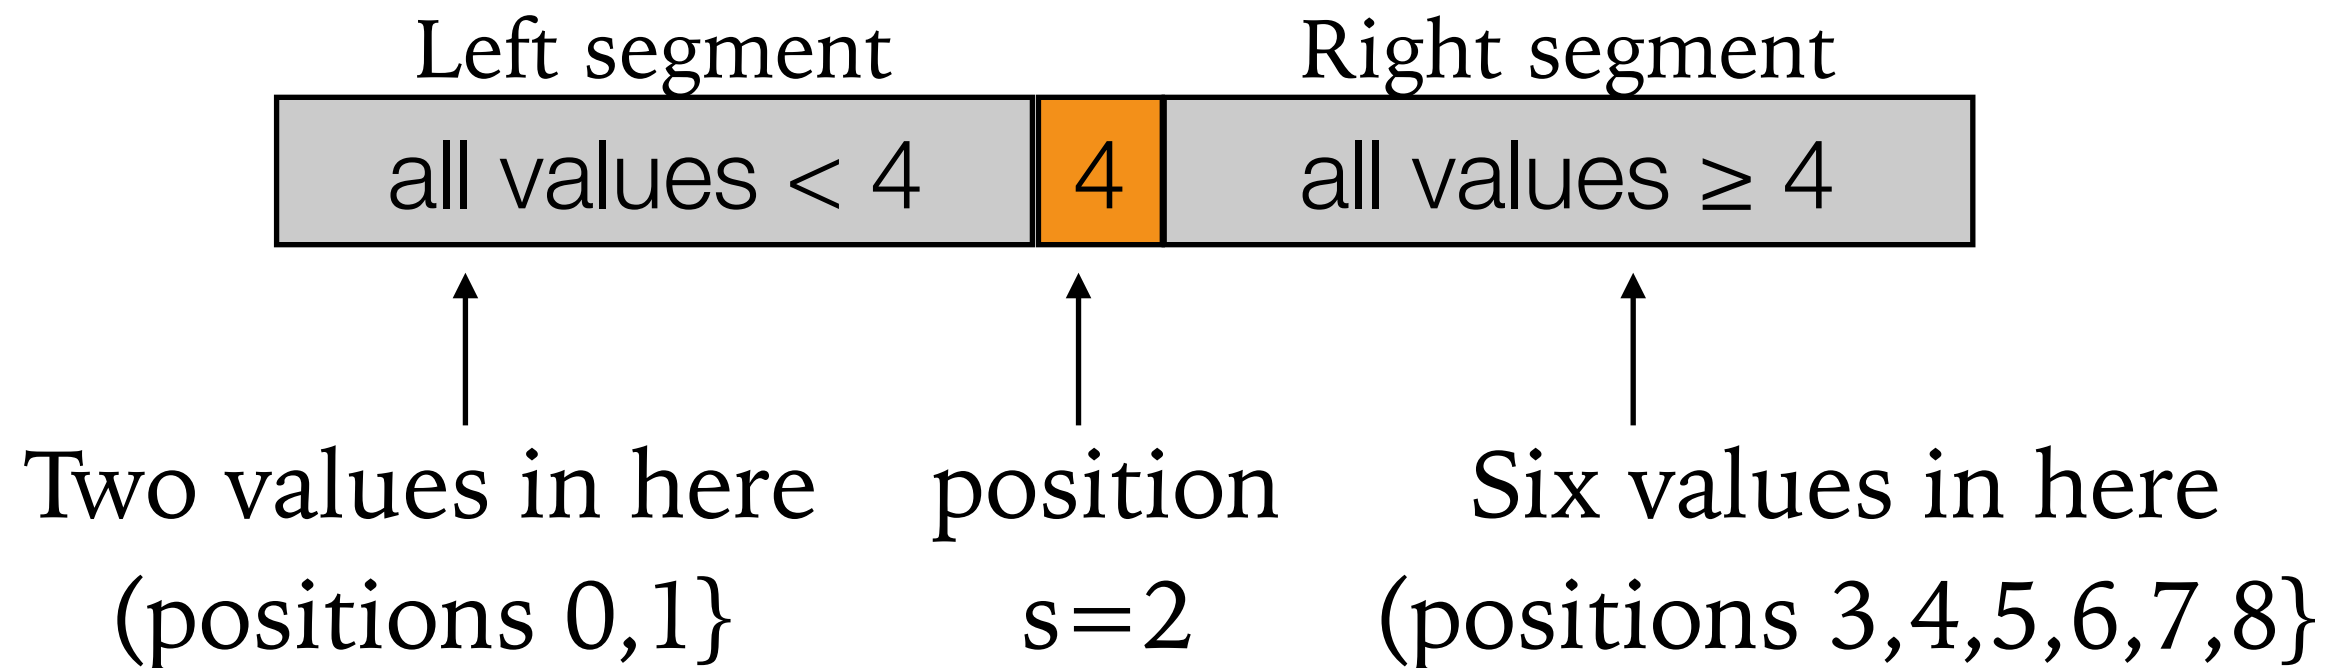 Left segment Right segment
all values < 4 4 all values ≥ 4
Two values in here position Six values in here
(positions 0,1} s=2 (positions 3,4,5,6,7,8}